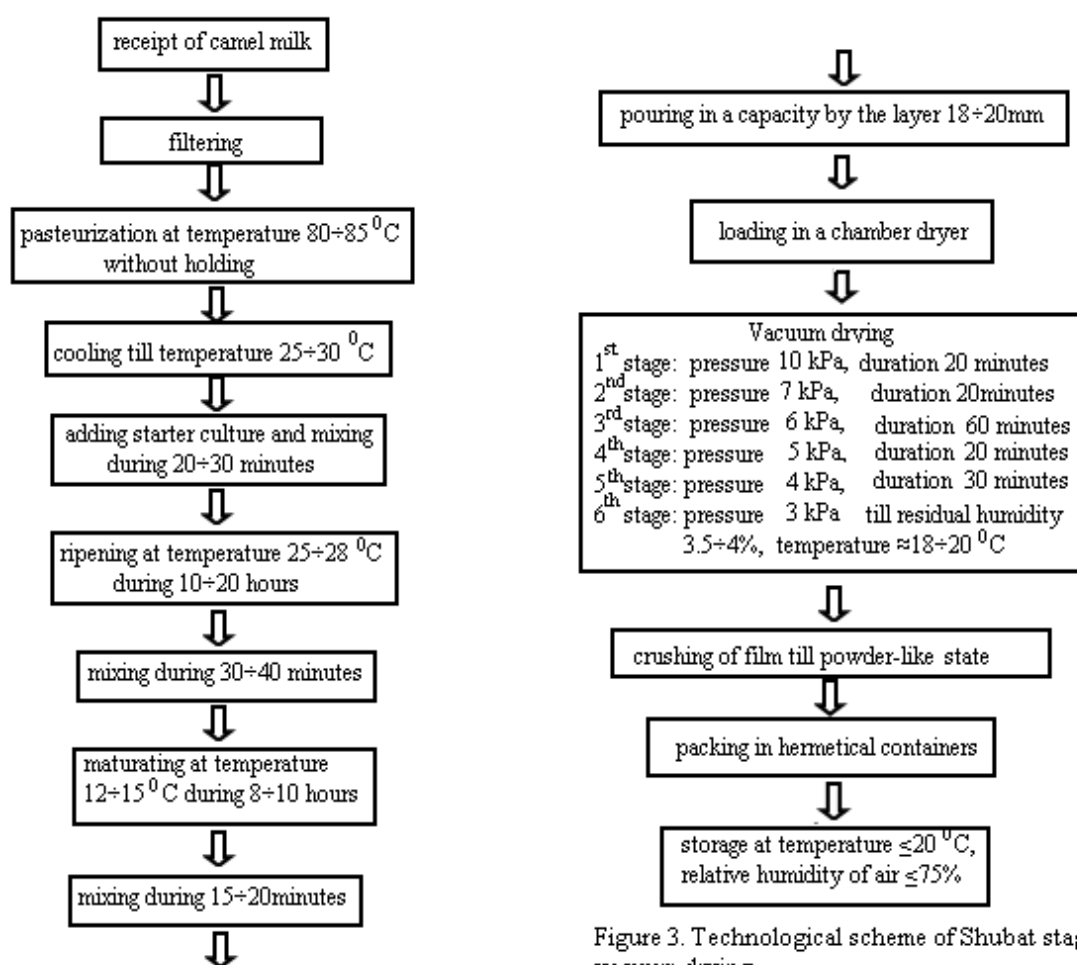 receipt of camel milk
filtering
pasteurization at temperature 80÷85 ⁰C
without holding
cooling till temperature 25÷30 ⁰C
adding starter culture and mixing
during 20÷30 minutes
ripening at temperature 25÷28 ⁰C
during 10÷20 hours
mixing during 30÷40 minutes
maturating at temperature
12÷15 ⁰C during 8÷10 hours
mixing during 15÷20minutes
pouring in a capacity by the layer 18÷20mm
loading in a chamber dryer
Vacuum drying
1st stage: pressure 10 kPa, duration 20 minutes
2nd stage: pressure 7 kPa, duration 20minutes
3rd stage: pressure 6 kPa, duration 60 minutes
4th stage: pressure 5 kPa, duration 20 minutes
5th stage: pressure 4 kPa, duration 30 minutes
6th stage: pressure 3 kPa till residual humidity
3.5÷4%, temperature ≈18÷20 ⁰C
crushing of film till powder-like state
packing in hermetical containers
storage at temperature ≤20 ⁰C,
relative humidity of air ≤75%
Figure 3. Technological scheme of Shubat stag